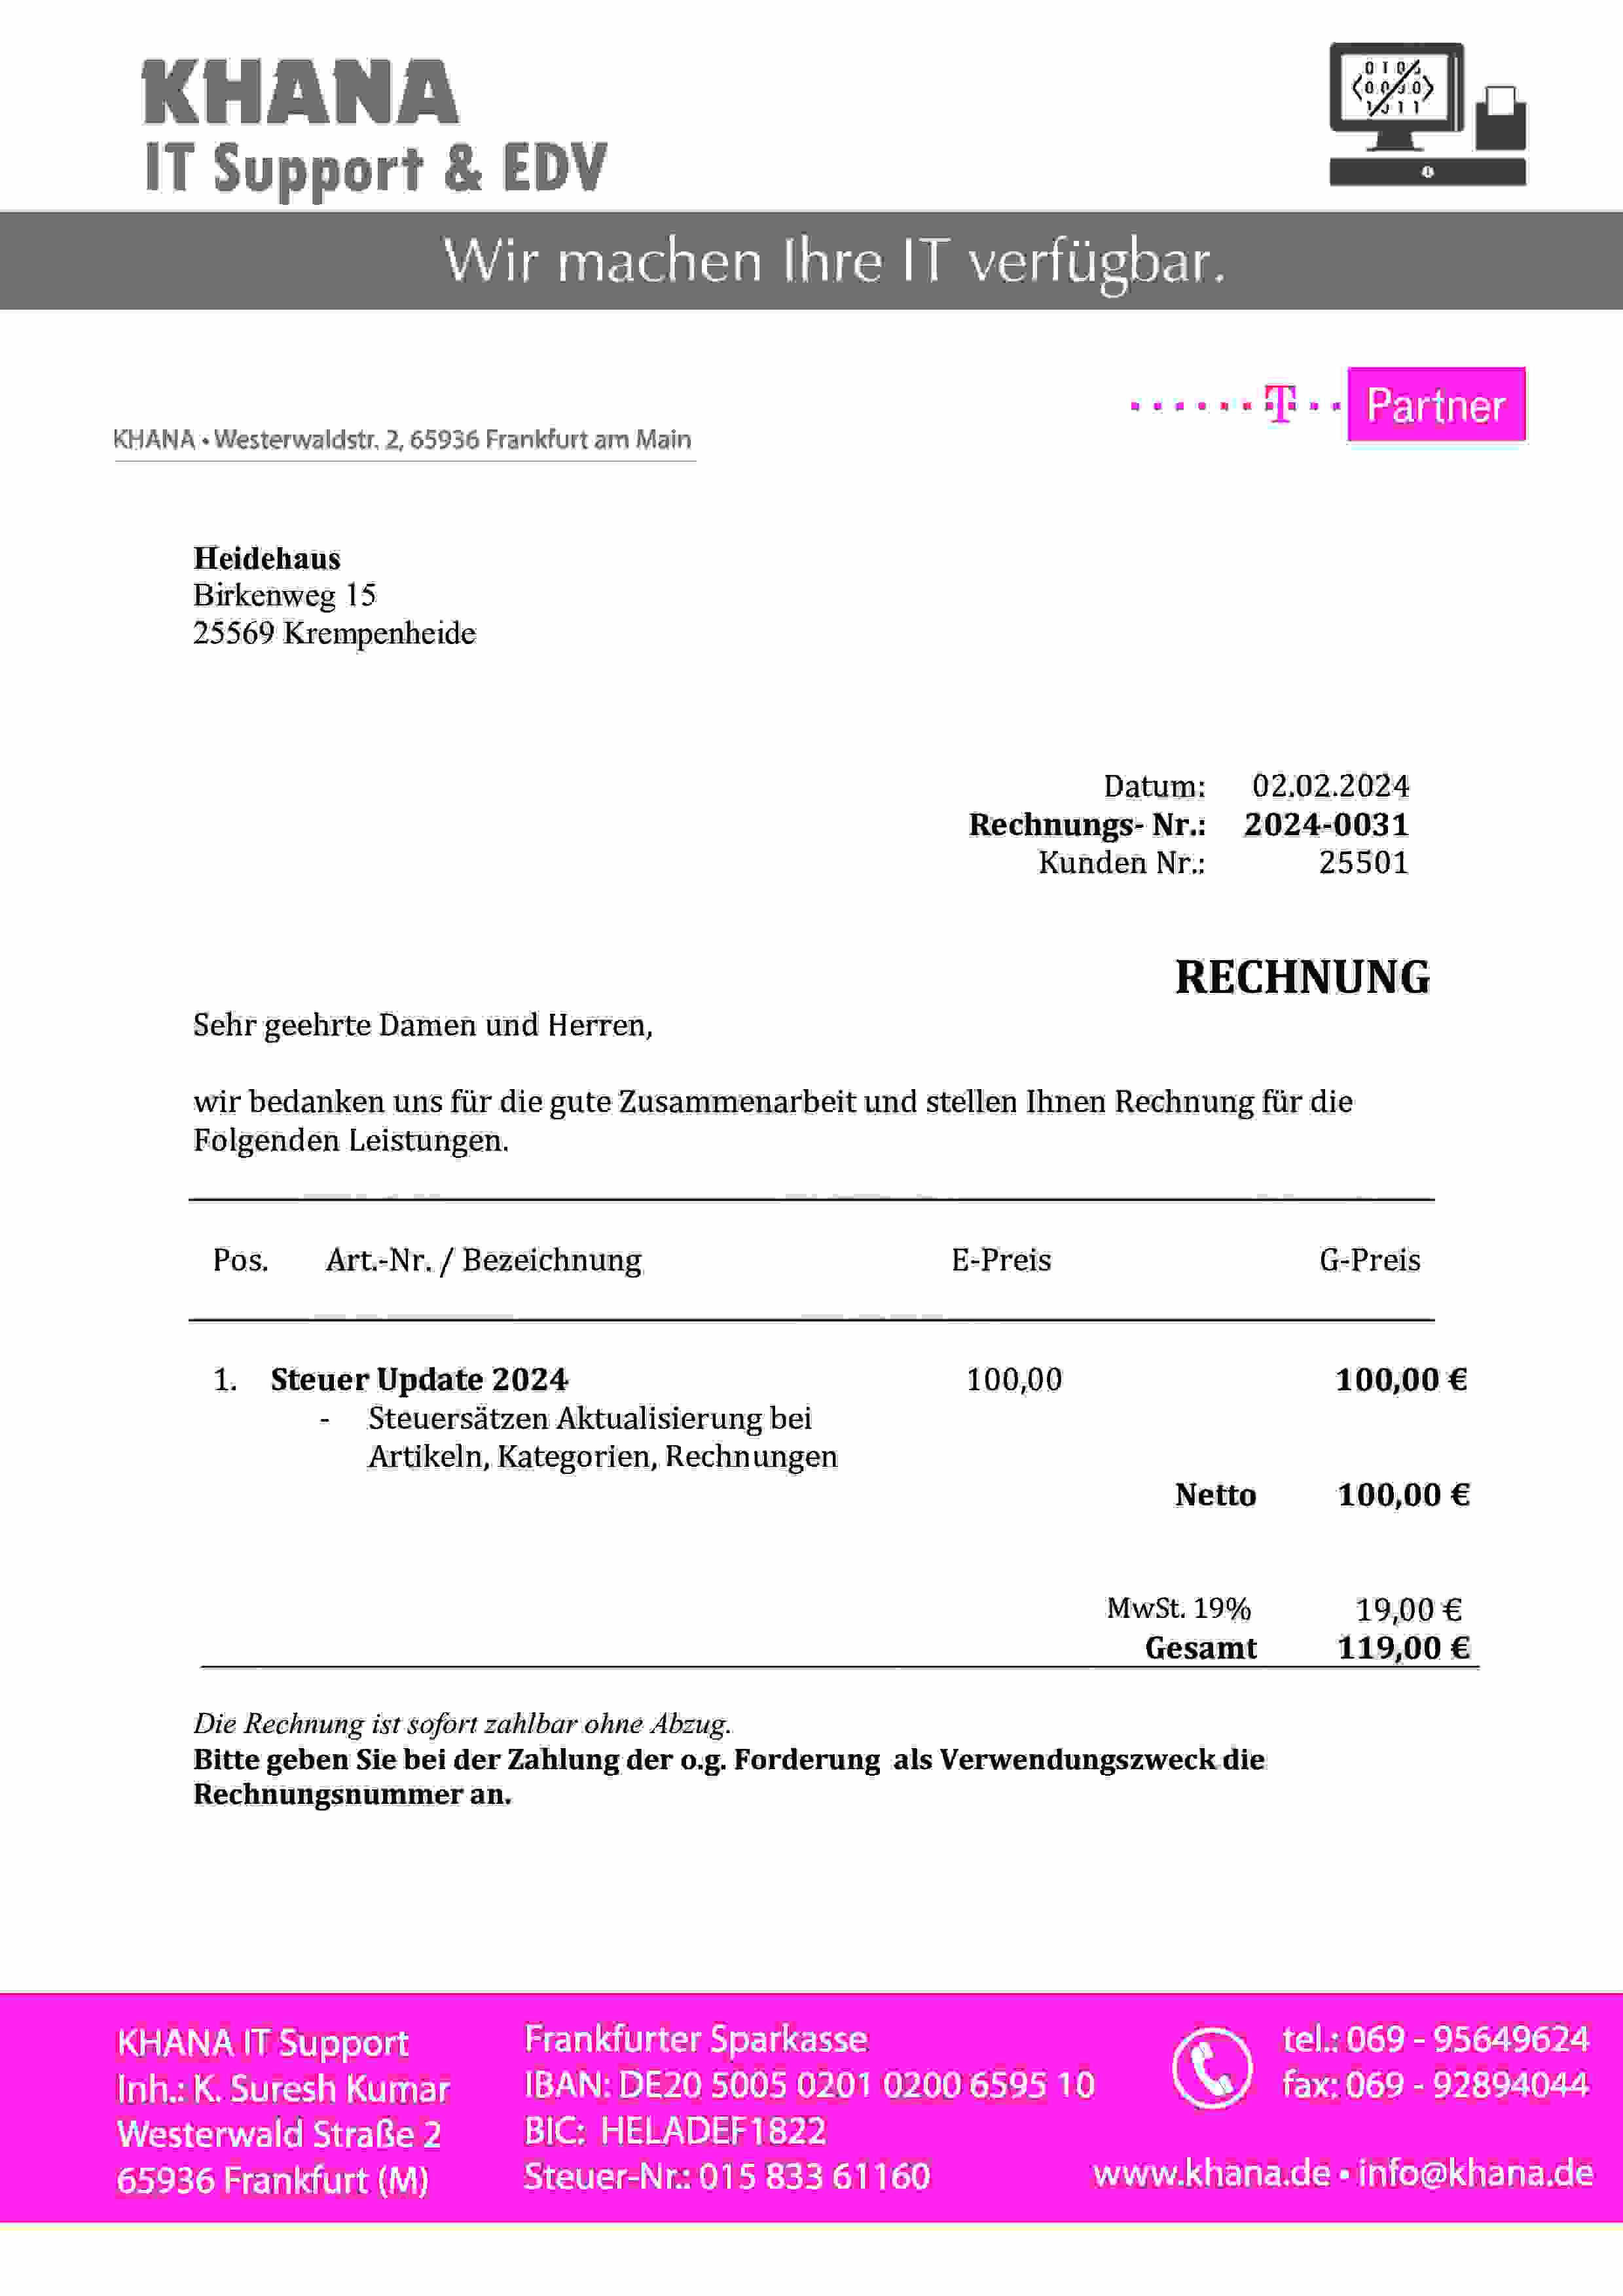 KHANA
IT Support & EDV
Wir machen Ihre IT verfügbar.
T Partner
KHANA • Westerwaldstr. 2, 65936 Frankfurt am Main
Heidehaus
Birkenweg 15
25569 Krempenheide
Datum: 02.02.2024
Rechnungs- Nr.: 2024-0031
Kunden Nr.: 25501
RECHNUNG
Sehr geehrte Damen und Herren,
wir bedanken uns für die gute Zusammenarbeit und stellen Ihnen Rechnung für die
Folgenden Leistungen.
Pos. Art.-Nr. / Bezeichnung E-Preis G-Preis
1. Steuer Update 2024 100,00 100,00 €
- Steuersätzen Aktualisierung bei
Artikeln, Kategorien, Rechnungen
Netto 100,00 €
MwSt. 19% 19,00 €
Gesamt 119,00 €
Die Rechnung ist sofort zahlbar ohne Abzug.
Bitte geben Sie bei der Zahlung der o.g. Forderung als Verwendungszweck die
Rechnungsnummer an.
KHANA IT Support
Inh.: K. Suresh Kumar
Westerwald Straße 2
65936 Frankfurt (M)
Frankfurter Sparkasse
IBAN: DE20 5005 0201 0200 6595 10
BIC: HELADEF1822
Steuer-Nr.: 015 833 61160
tel.: 069 - 95649624
fax: 069 - 92894044
www.khana.de • info@khana.de